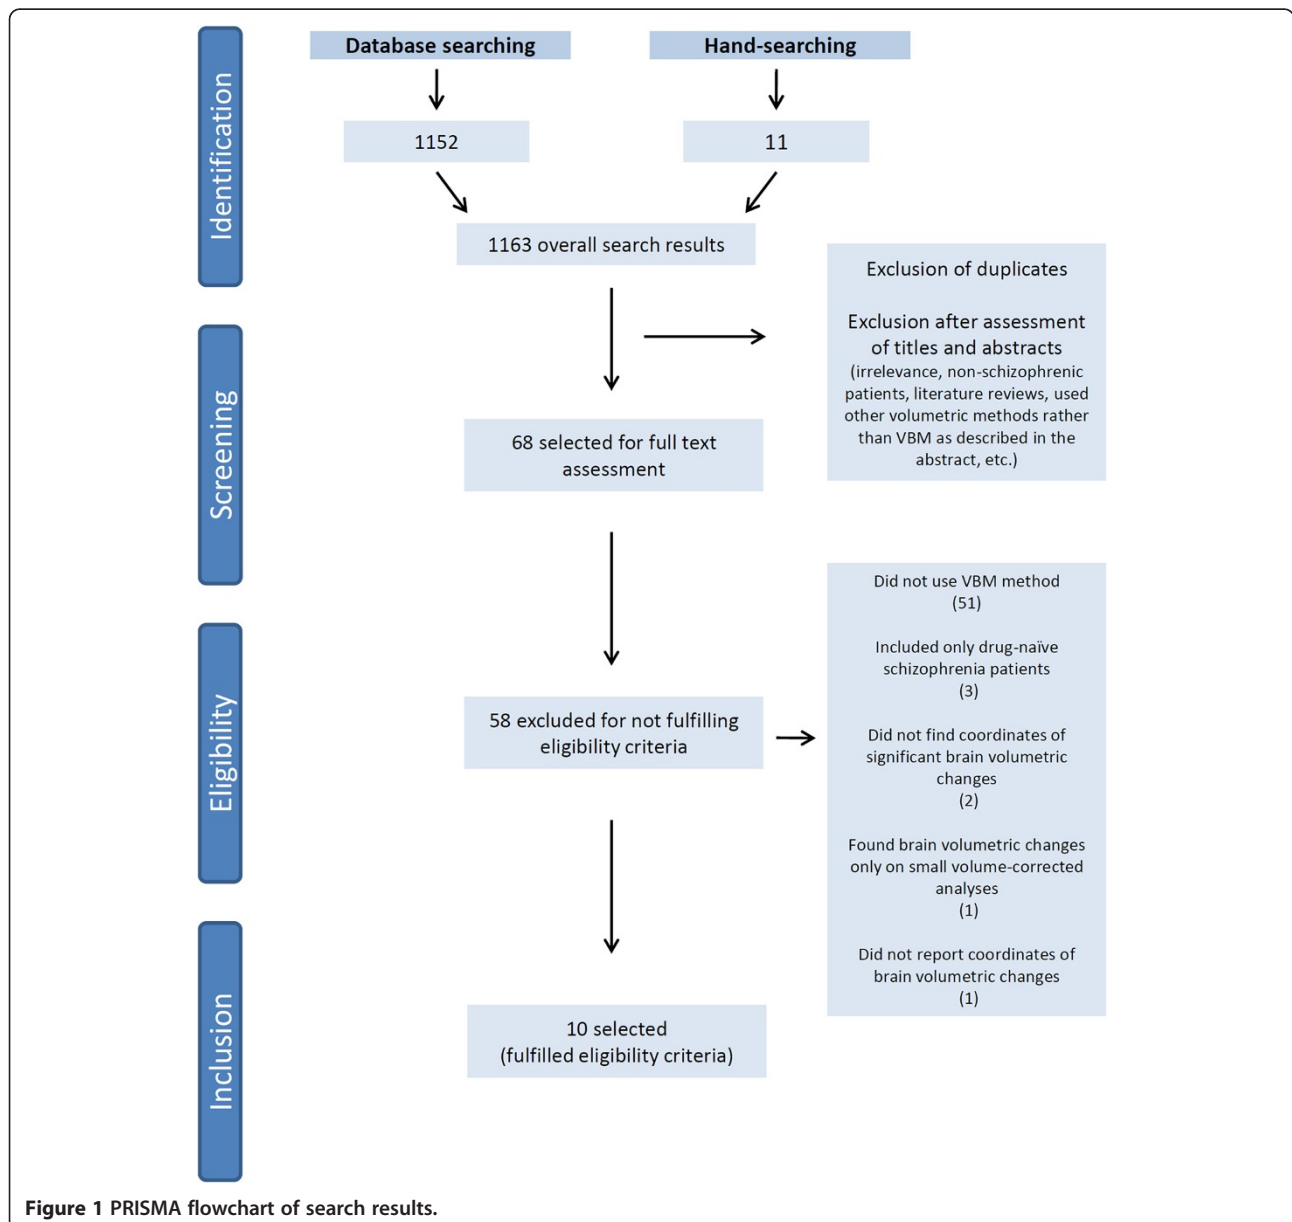 Identification
Database searching
Hand-searching
1152
11
1163 overall search results
Exclusion of duplicates
Exclusion after assessment
of titles and abstracts
(irrelevance, non-schizophrenic
patients, literature reviews, used
other volumetric methods rather
than VBM as described in the
abstract, etc.)
Screening
68 selected for full text
assessment
Did not use VBM method
(51)
Included only drug-naïve
schizophrenia patients
(3)
Did not find coordinates of
significant brain volumetric
changes
(2)
Found brain volumetric changes
only on small volume-corrected
analyses
(1)
Did not report coordinates of
brain volumetric changes
(1)
Eligibility
58 excluded for not fulfilling
eligibility criteria
Inclusion
10 selected
(fulfilled eligibility criteria)
Figure 1 PRISMA flowchart of search results.